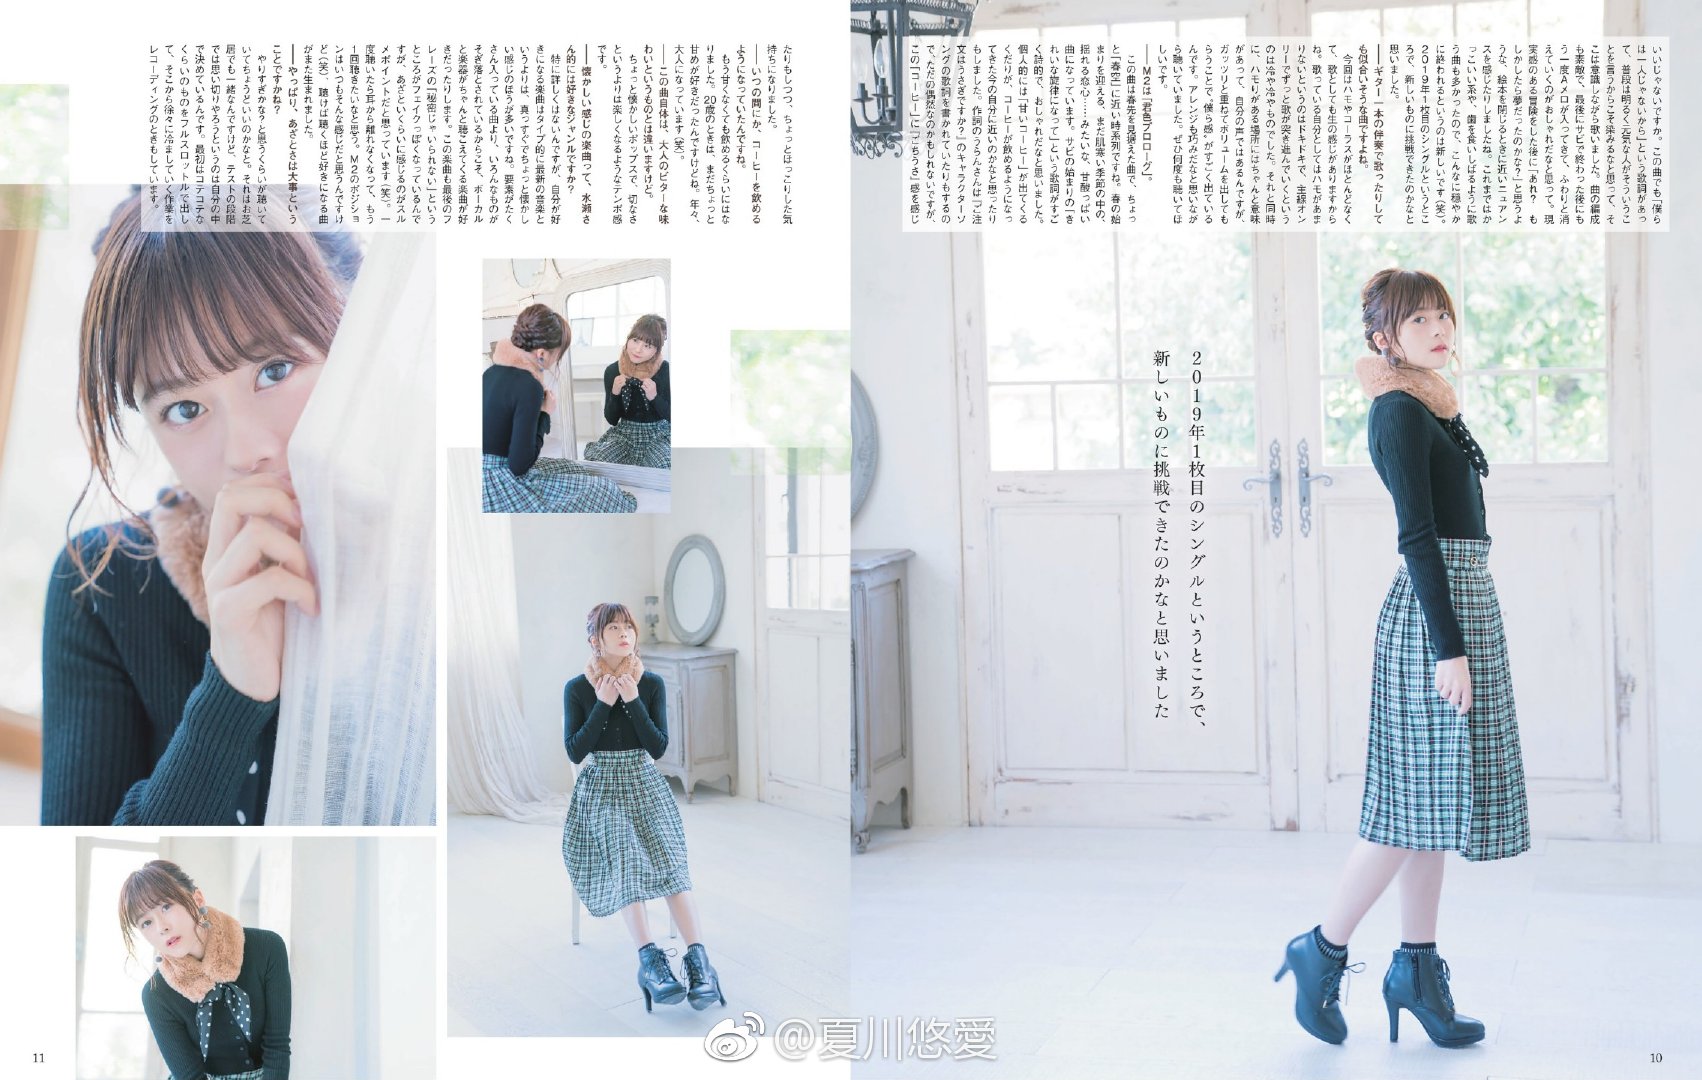 いいじゃないですか。この曲でも「僕ら
は一人じゃないから」という歌詞があっ
て、普段は明るく元気な人がそういうこ
とを言うからこそ染みるなと思って、そ
こは意識しながら歌いました。曲の編成
も素敵で、最後にサビで終わった後にも
う一度Aメロが入ってきて、ふわりと消
えていくのがおしゃれだなと思って。現
実感のある冒険をした後に「あれ？ も
しかしたら夢だったのかな？」と思うよ
うな、絵本を閉じるときに近いニュアン
スを感じたりしましたね。これまではか
っこいい系や、歯を食いしばるように歌
う曲もあったので、こんなに穏やか
に終われるというのは新しいです（笑）。
2019年1枚目のシングルというとこ
ろで、新しいものに挑戦できたのかなと
思いました。
――ギター一本の伴奏で歌ったりして
も似合いそうな曲ですよね。
今回はハモやコーラスがほとんどなく
て、歌としても生の感じがありますから
ね。歌っている自分としてはハモがあま
りないというのはドキドキで、主線オン
リーでずっと歌が突き進んでいくという
のは冷や冷やものでした。それと同時
に、ハモりがある場所にはちゃんと意味
があって、自分の声ではあるんですが、
ガッツリと重ねてボリュームを出しても
らうことで"僕ら感"がすごく出ている
んです。アレンジも巧みだなと思いなが
ら聴いていました。ぜひ何度も聴いてほ
しいです。
――M2は「君色プロローグ」。
この曲は春先を見据えた曲で、ちょっ
と「春空」に近い時系列ですね。春の始
まりを迎える、まだ肌寒い季節の中の、
揺れる恋心……みたいな、甘酸っぱい
曲になっています。サビの始まりの「き
れいな旋律になって」という歌詞がすご
く詩的で、おしゃれだなと思いました。
個人的には「甘いコーヒー」が出てくる
くだりが、コーヒーが飲めるようになっ
てきた今の自分に近いのかなと思ったり
もしました。作詞のうらんさんは『ご注
文はうさぎですか？』のキャラクターソ
ングの歌詞を書かれていたりもするの
で、ただの偶然なのかもしれないですが、
この「コーヒー」に"ごちうさ"感を感じ
2019年1枚目のシングルというところで、
新しいものに挑戦できたのかなと思いました
10
たりもしつつ、ちょっとほっこりした気
持ちになりました。
――いつの間にか、コーヒーを飲める
ようになっていたんですね。
もう甘くなくても飲めるくらいにはな
りました。20歳のときは、まだちょっと
甘めが好きだったんですけどね。年々、
大人になっています（笑）。
――この曲自体は、大人のビターな味
わいというものとは違いますけど。
ちょっと懐かしいポップスで、切なさ
というよりは楽しくなるようなテンポ感
です。
――懐かしい感じの楽曲って、水瀬さ
ん的には好きなジャンルですか？
特に詳しくはないんですが、自分が好
きになる楽曲はタイプ的に最新の音楽と
いうよりは、真っすぐでちょっと懐かし
い感じのほうが多いですね。要素がたく
さん入っている曲より、いろんなものが
そぎ落とされているからこそ、ボーカル
と楽器がちゃんと聴こえてくる楽曲が好
きだったりします。この楽曲も最後のフ
レーズの「秘密じゃいられない」という
ところがフェイクっぽくなっているんで
すが、あざといくらいに感じるのがスル
メポイントだと思っています（笑）。一
度聴いたら耳から離れなくなって、もう
1回聴きたいなと思う。M2のポジショ
ンはいつもそんな感じだと思うんですけ
ど（笑）、聴けば聴くほど好きになる曲
がまた生まれました。
――やっぱり、あざとさは大事という
ことですかね？
やりすぎかな？と思うくらいが聴いて
いてちょうどいいのかなと。それはお芝
居でも一緒なんですけど、テストの段階
では思い切りやろうというのは自分の中
で決めているんです。最初はコテコテな
くらいのものをフルスロットルで出し
て、そこから徐々に冷ましていく作業を
レコーディングのときもしています。
11
@夏川悠愛